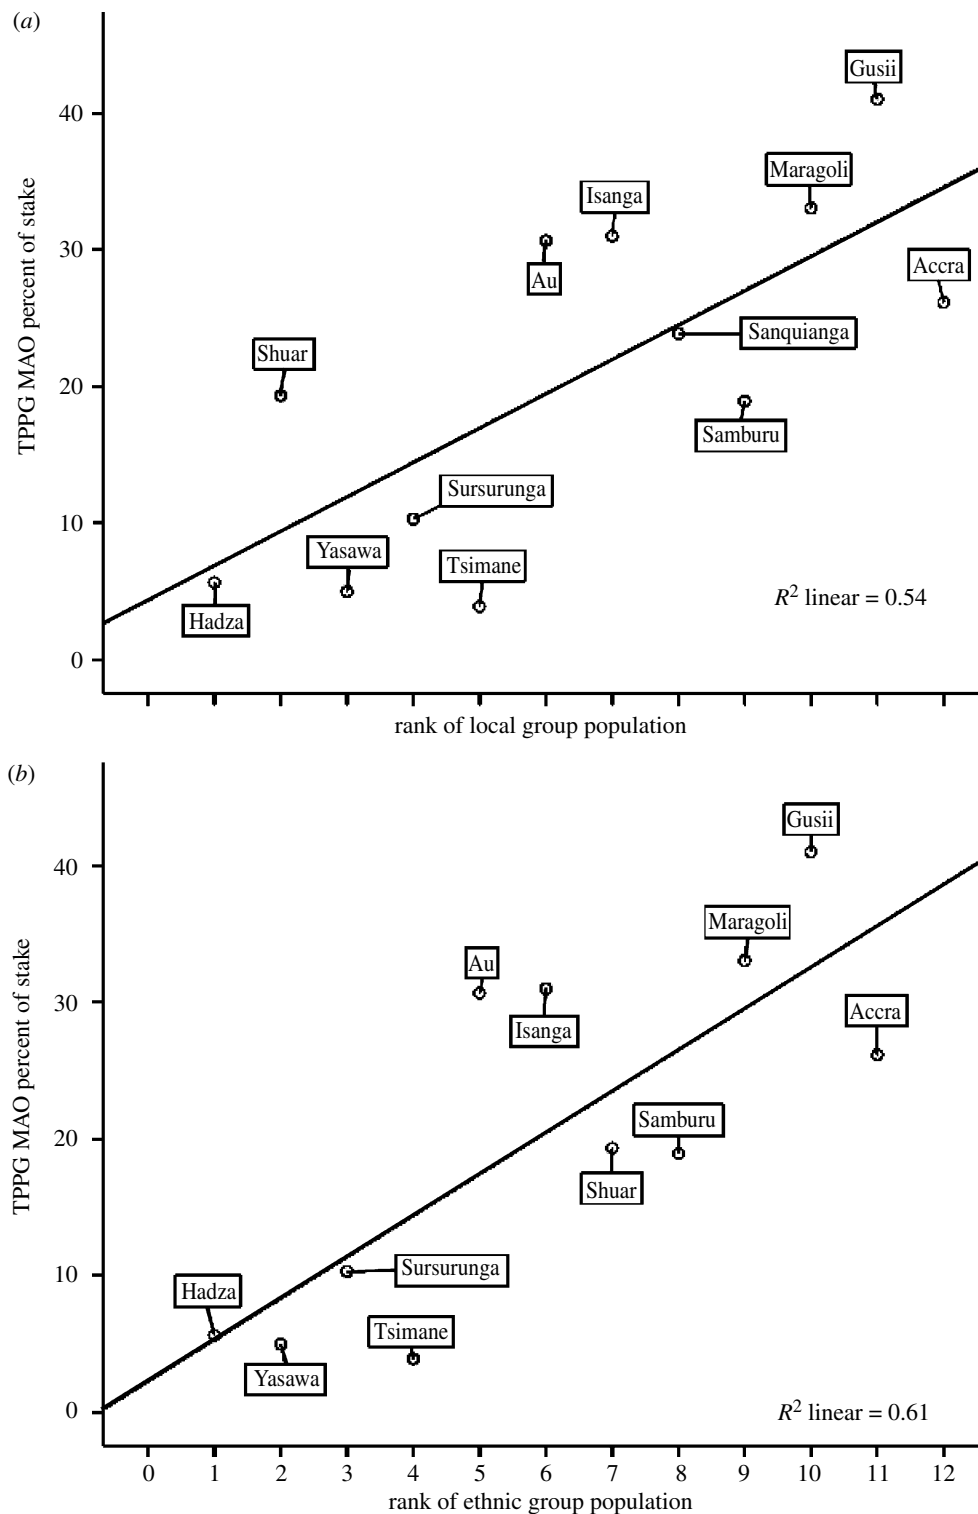 (a)
TPPG MAO percent of stake
40
30
20
10
0
Gusii
Maragoli
Isanga
Au
Accra
Sanquianga
Shuar
Samburu
Sursurunga
Yasawa
Tsimane
Hadza
R² linear = 0.54
rank of local group population
(b)
TPPG MAO percent of stake
40
30
20
10
0
Gusii
Maragoli
Au
Isanga
Accra
Samburu
Shuar
Sursurunga
Hadza
Tsimane
Yasawa
R² linear = 0.61
0 1 2 3 4 5 6 7 8 9 10 11 12
rank of ethnic group population